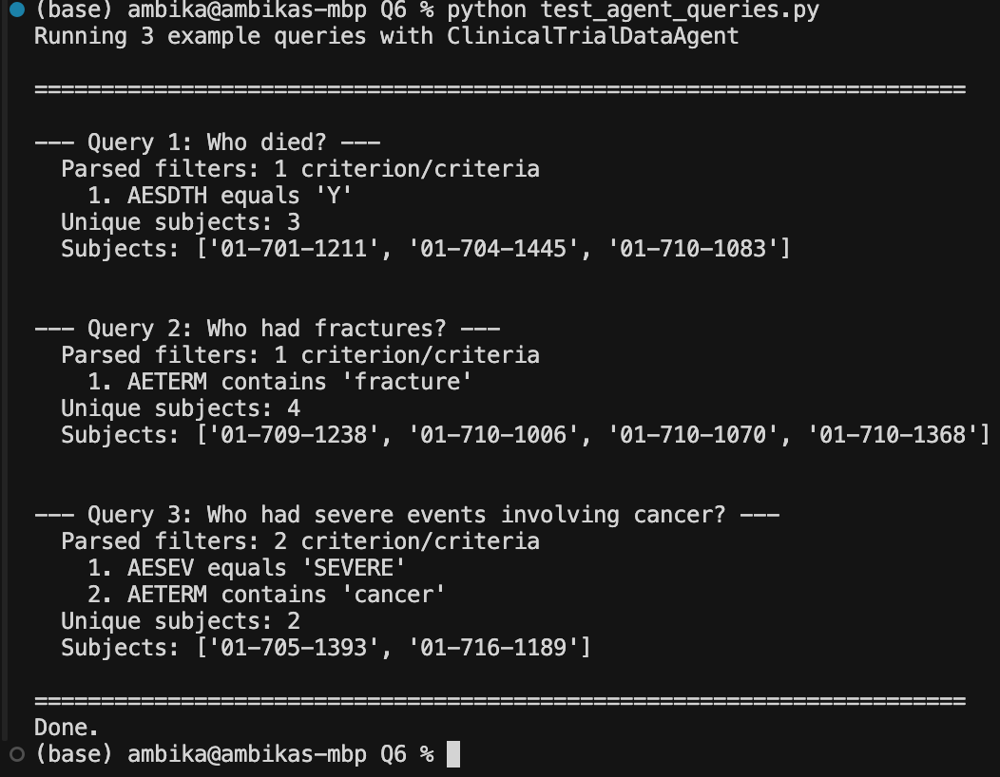 (base) ambika@ambikas-mbp Q6 % python test_agent_queries.py
Running 3 example queries with ClinicalTrialDataAgent
======================================================================
--- Query 1: Who died? ---
Parsed filters: 1 criterion/criteria
1. AESDTH equals 'Y'
Unique subjects: 3
Subjects: ['01-701-1211', '01-704-1445', '01-710-1083']
--- Query 2: Who had fractures? ---
Parsed filters: 1 criterion/criteria
1. AETERM contains 'fracture'
Unique subjects: 4
Subjects: ['01-709-1238', '01-710-1006', '01-710-1070', '01-710-1368']
--- Query 3: Who had severe events involving cancer? ---
Parsed filters: 2 criterion/criteria
1. AESEV equals 'SEVERE'
2. AETERM contains 'cancer'
Unique subjects: 2
Subjects: ['01-705-1393', '01-716-1189']
======================================================================
Done.
(base) ambika@ambikas-mbp Q6 %